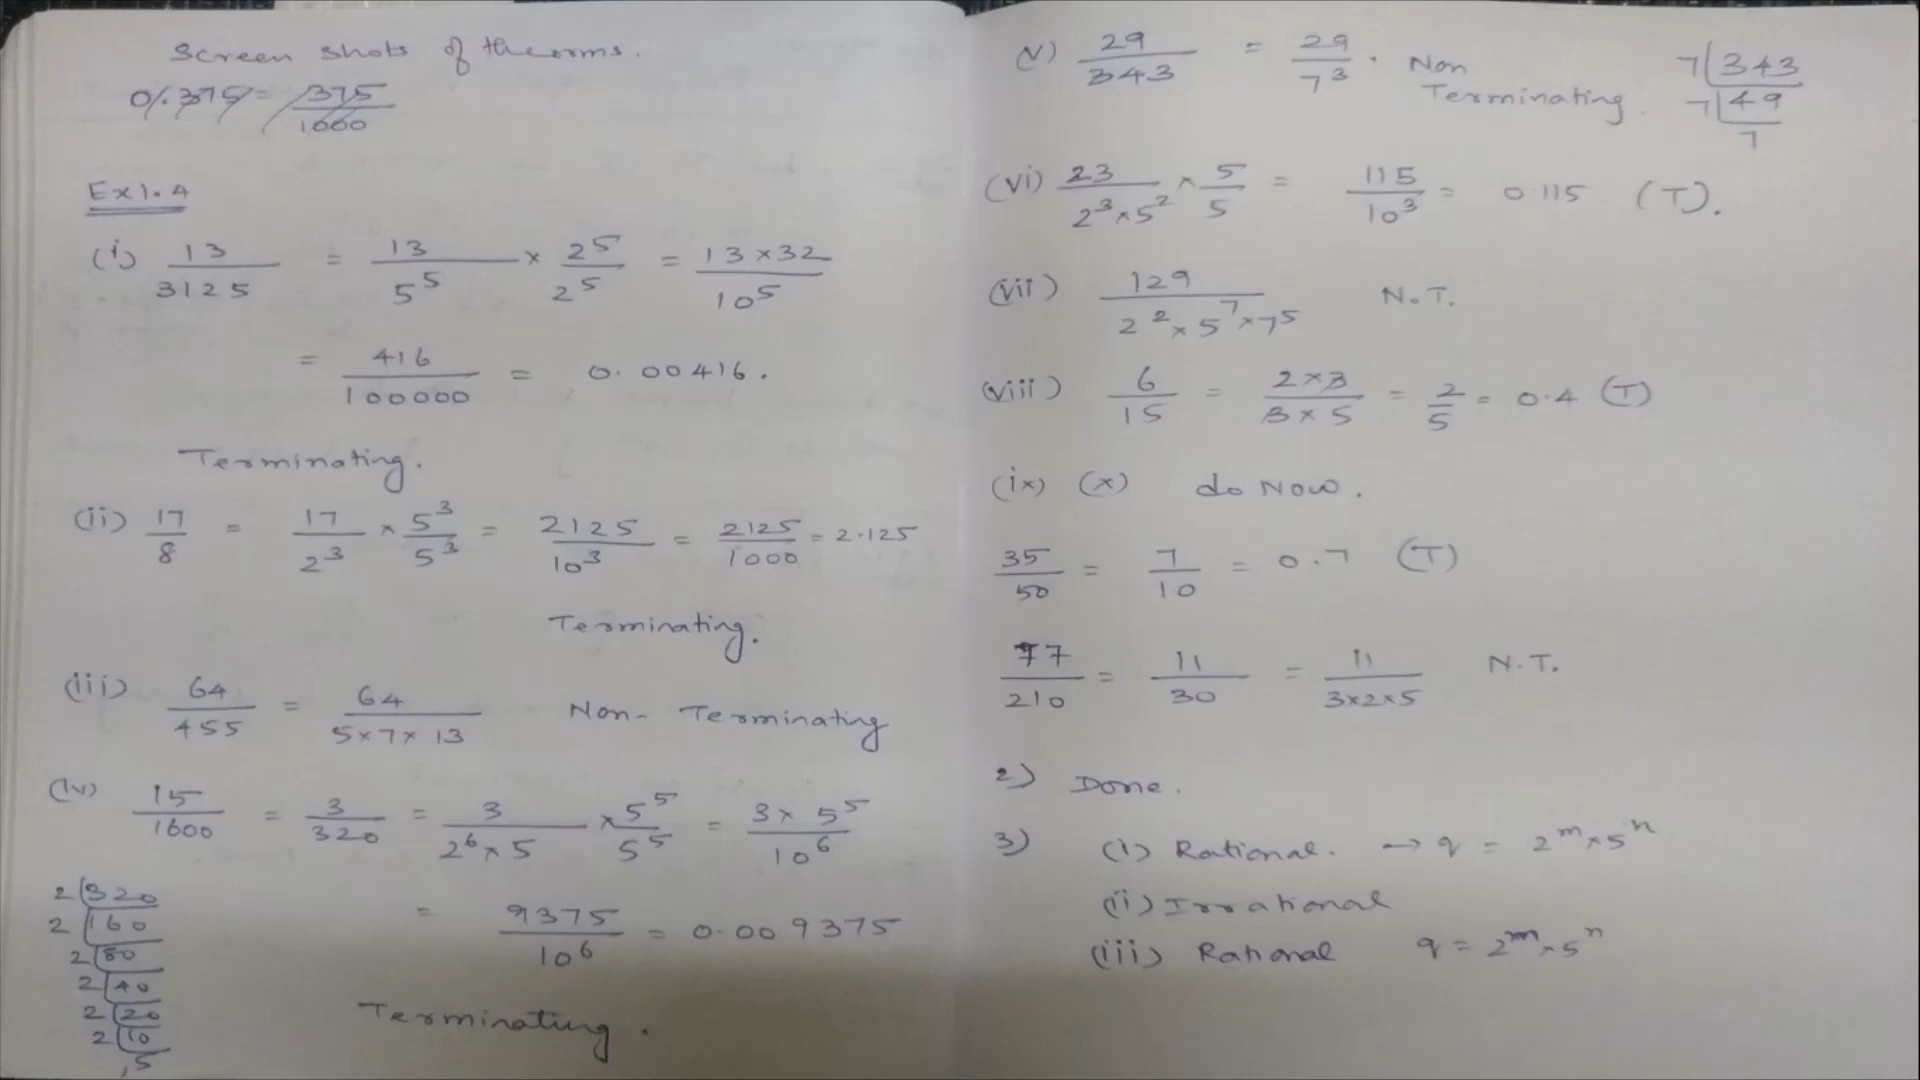 Screen shots of theorms.
0.375 = 375/1000
Ex 1.4
(i) 13/3125 = 13/5^5 × 2^5/2^5 = 13×32/10^5
= 416/100000 = 0.00416.
Terminating.
(ii) 17/8 = 17/2^3 × 5^3/5^3 = 2125/10^3 = 2125/1000 = 2.125
Terminating.
(iii) 64/455 = 64/5×7×13 Non-Terminating
(iv) 15/1600 = 3/320 = 3/2^6×5 × 5^5/5^5 = 3×5^5/10^6
= 9375/10^6 = 0.009375
Terminating.
2 320
2 160
2 80
2 40
2 20
2 10
5
(v) 29/343 = 29/7^3. Non
Terminating.
7 343
7 49
7
(vi) 23/2^3×5^2 × 5/5 = 115/10^3 = 0.115 (T).
(vii) 129/2^2×5^7×7^5 N.T.
(viii) 6/15 = 2×3/3×5 = 2/5 = 0.4 (T)
(ix) (x) do Now.
35/50 = 7/10 = 0.7 (T)
77/210 = 11/30 = 11/3×2×5 N.T.
2) Done.
3) (i) Rational. → q = 2^m×5^n
(ii) Irrational
(iii) Rational q = 2^m×5^n